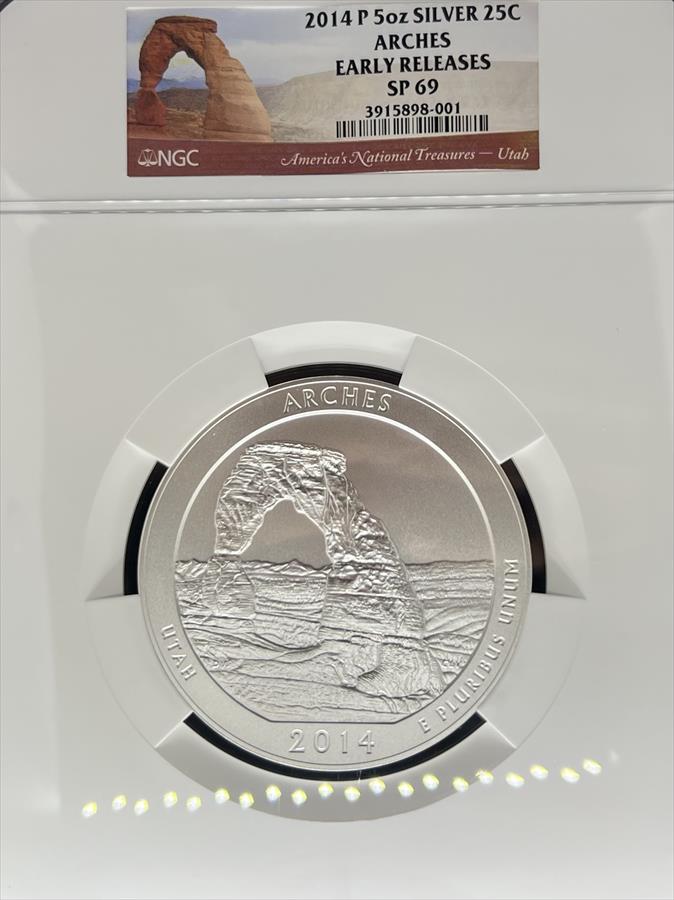 2014 P 5oz SILVER 25C
ARCHES
EARLY RELEASES
SP 69
3915898-001
NGC
America's National Treasures — Utah
ARCHES
UTAH
E PLURIBUS UNUM
2014